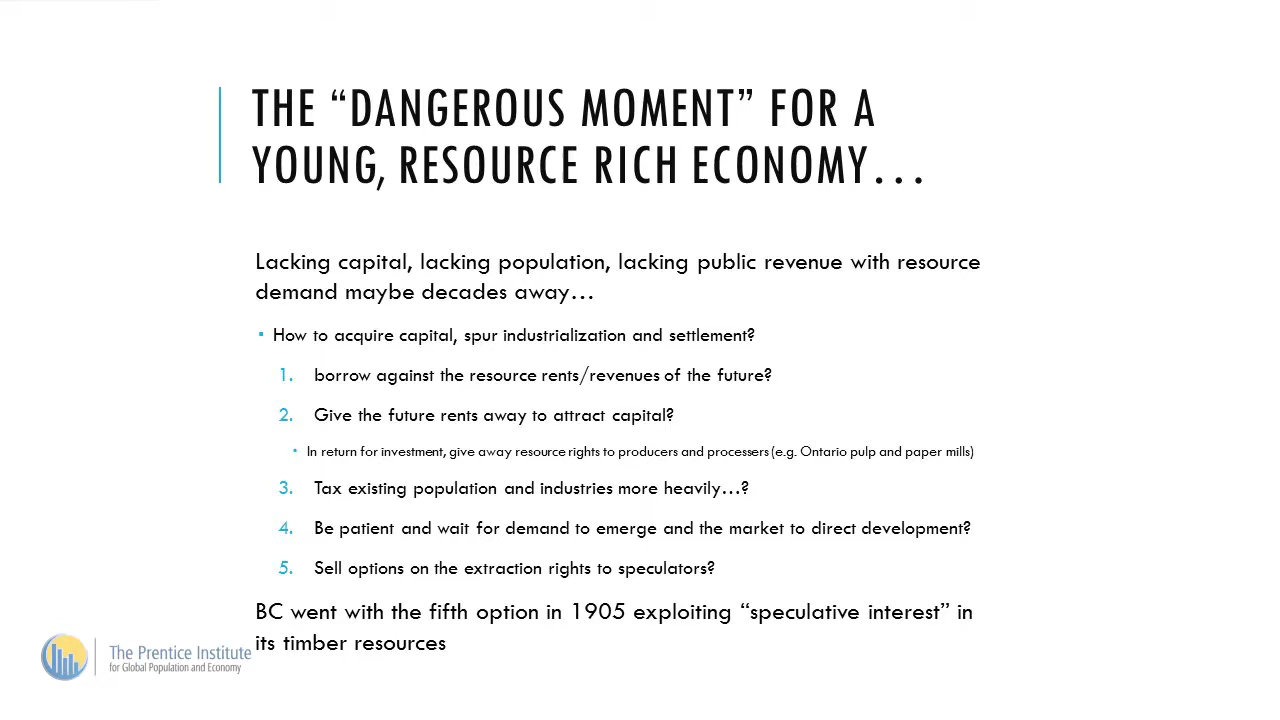 THE “DANGEROUS MOMENT” FOR A
YOUNG, RESOURCE RICH ECONOMY…
Lacking capital, lacking population, lacking public revenue with resource
demand maybe decades away…
▪ How to acquire capital, spur industrialization and settlement?
1. borrow against the resource rents/revenues of the future?
2. Give the future rents away to attract capital?
▪ In return for investment, give away resource rights to producers and processers (e.g. Ontario pulp and paper mills)
3. Tax existing population and industries more heavily…?
4. Be patient and wait for demand to emerge and the market to direct development?
5. Sell options on the extraction rights to speculators?
BC went with the fifth option in 1905 exploiting “speculative interest” in
its timber resources
The Prentice Institute
for Global Population and Economy